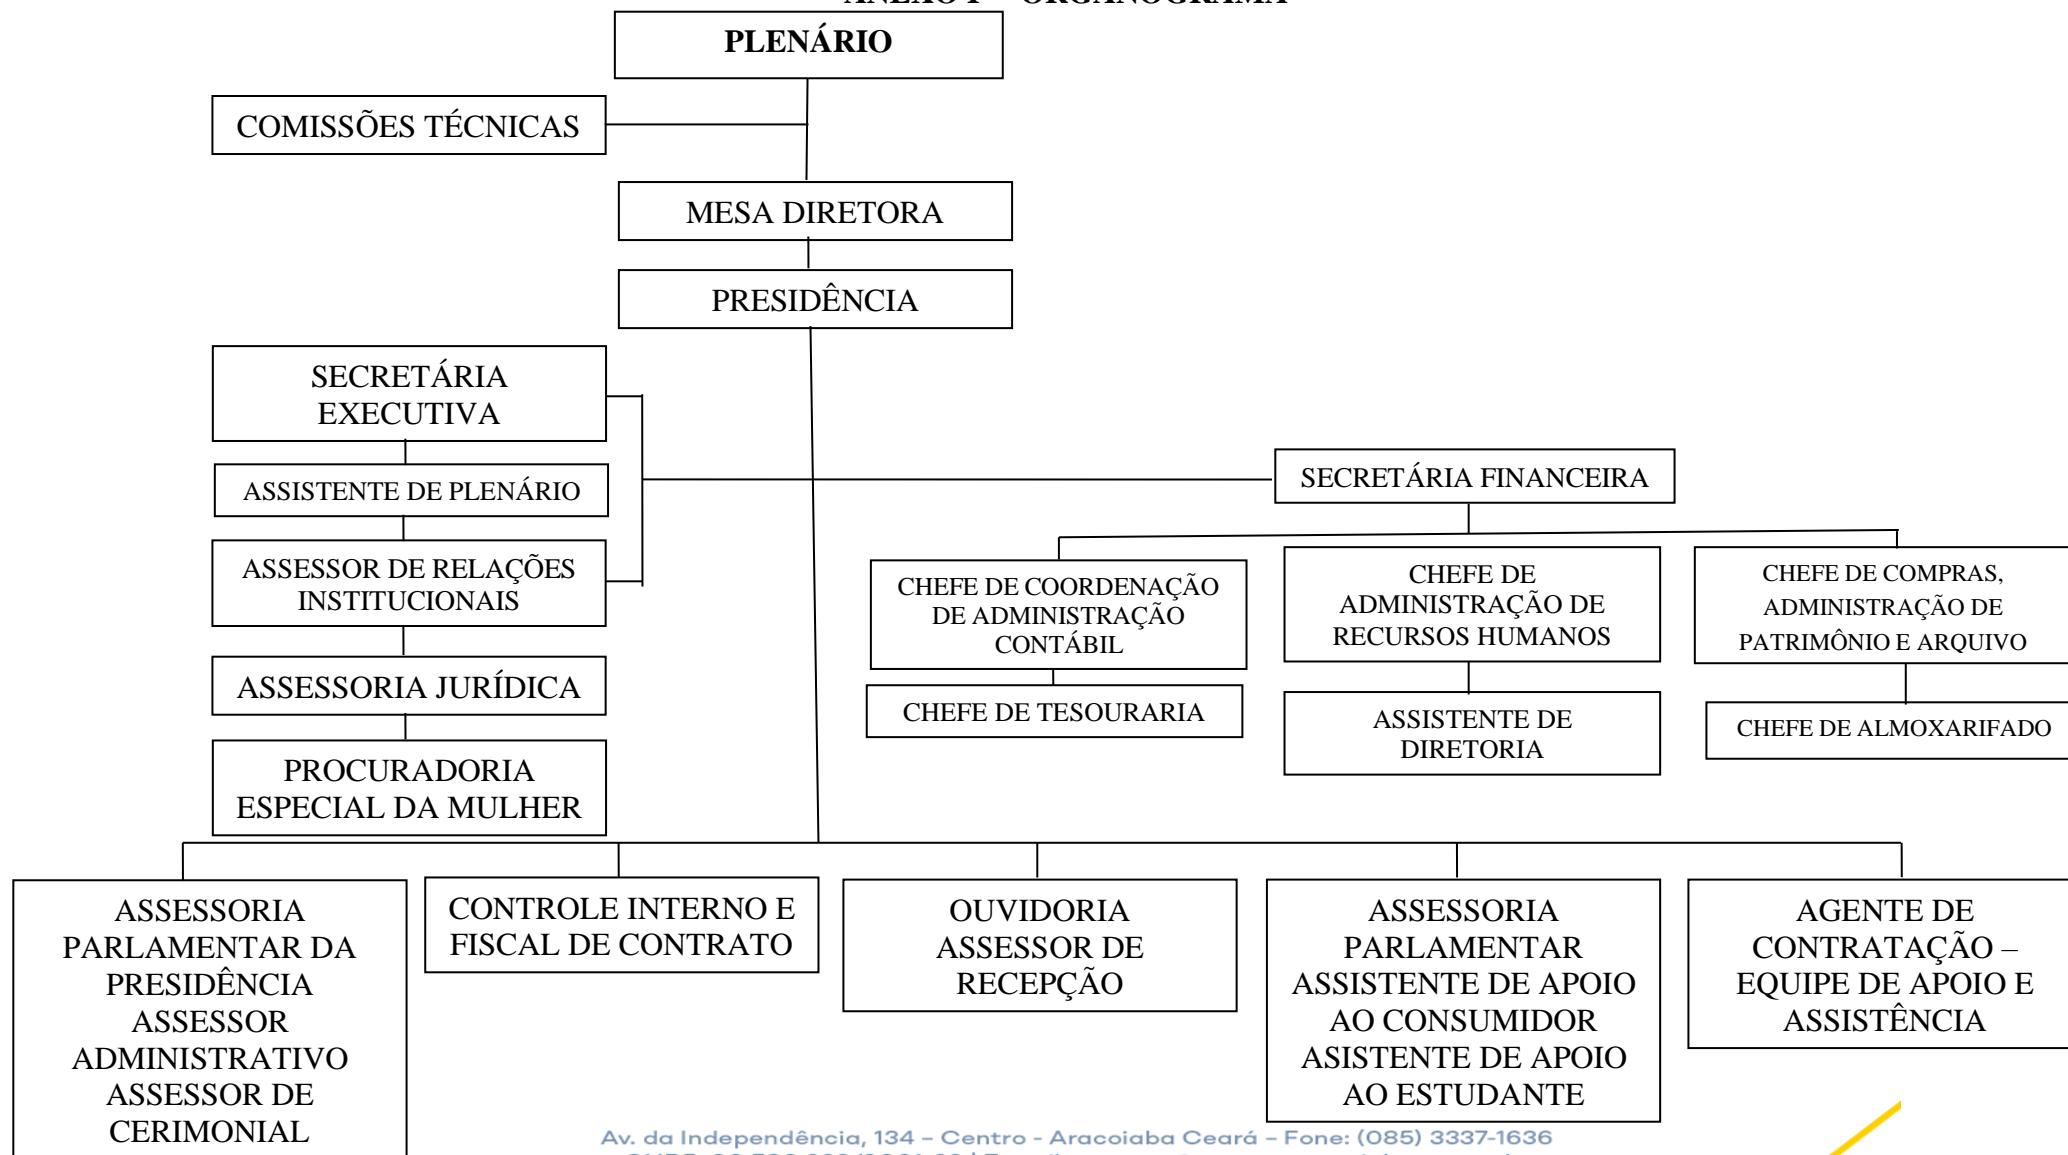 ANEXO I – ORGANOGRAMA
PLENÁRIO
COMISSÕES TÉCNICAS
MESA DIRETORA
PRESIDÊNCIA
SECRETÁRIA
EXECUTIVA
ASSISTENTE DE PLENÁRIO
ASSESSOR DE RELAÇÕES
INSTITUCIONAIS
ASSESSORIA JURÍDICA
PROCURADORIA
ESPECIAL DA MULHER
SECRETÁRIA FINANCEIRA
CHEFE DE COORDENAÇÃO
DE ADMINISTRAÇÃO
CONTÁBIL
CHEFE DE TESOURARIA
CHEFE DE
ADMINISTRAÇÃO DE
RECURSOS HUMANOS
ASSISTENTE DE
DIRETORIA
CHEFE DE COMPRAS,
ADMINISTRAÇÃO DE
PATRIMÔNIO E ARQUIVO
CHEFE DE ALMOXARIFADO
ASSESSORIA
PARLAMENTAR DA
PRESIDÊNCIA
ASSESSOR
ADMINISTRATIVO
ASSESSOR DE
CERIMONIAL
CONTROLE INTERNO E
FISCAL DE CONTRATO
OUVIDORIA
ASSESSOR DE
RECEPÇÃO
ASSESSORIA
PARLAMENTAR
ASSISTENTE DE APOIO
AO CONSUMIDOR
ASISTENTE DE APOIO
AO ESTUDANTE
AGENTE DE
CONTRATAÇÃO –
EQUIPE DE APOIO E
ASSISTÊNCIA
Av. da Independência, 134 – Centro - Aracoiaba Ceará – Fone: (085) 3337-1636